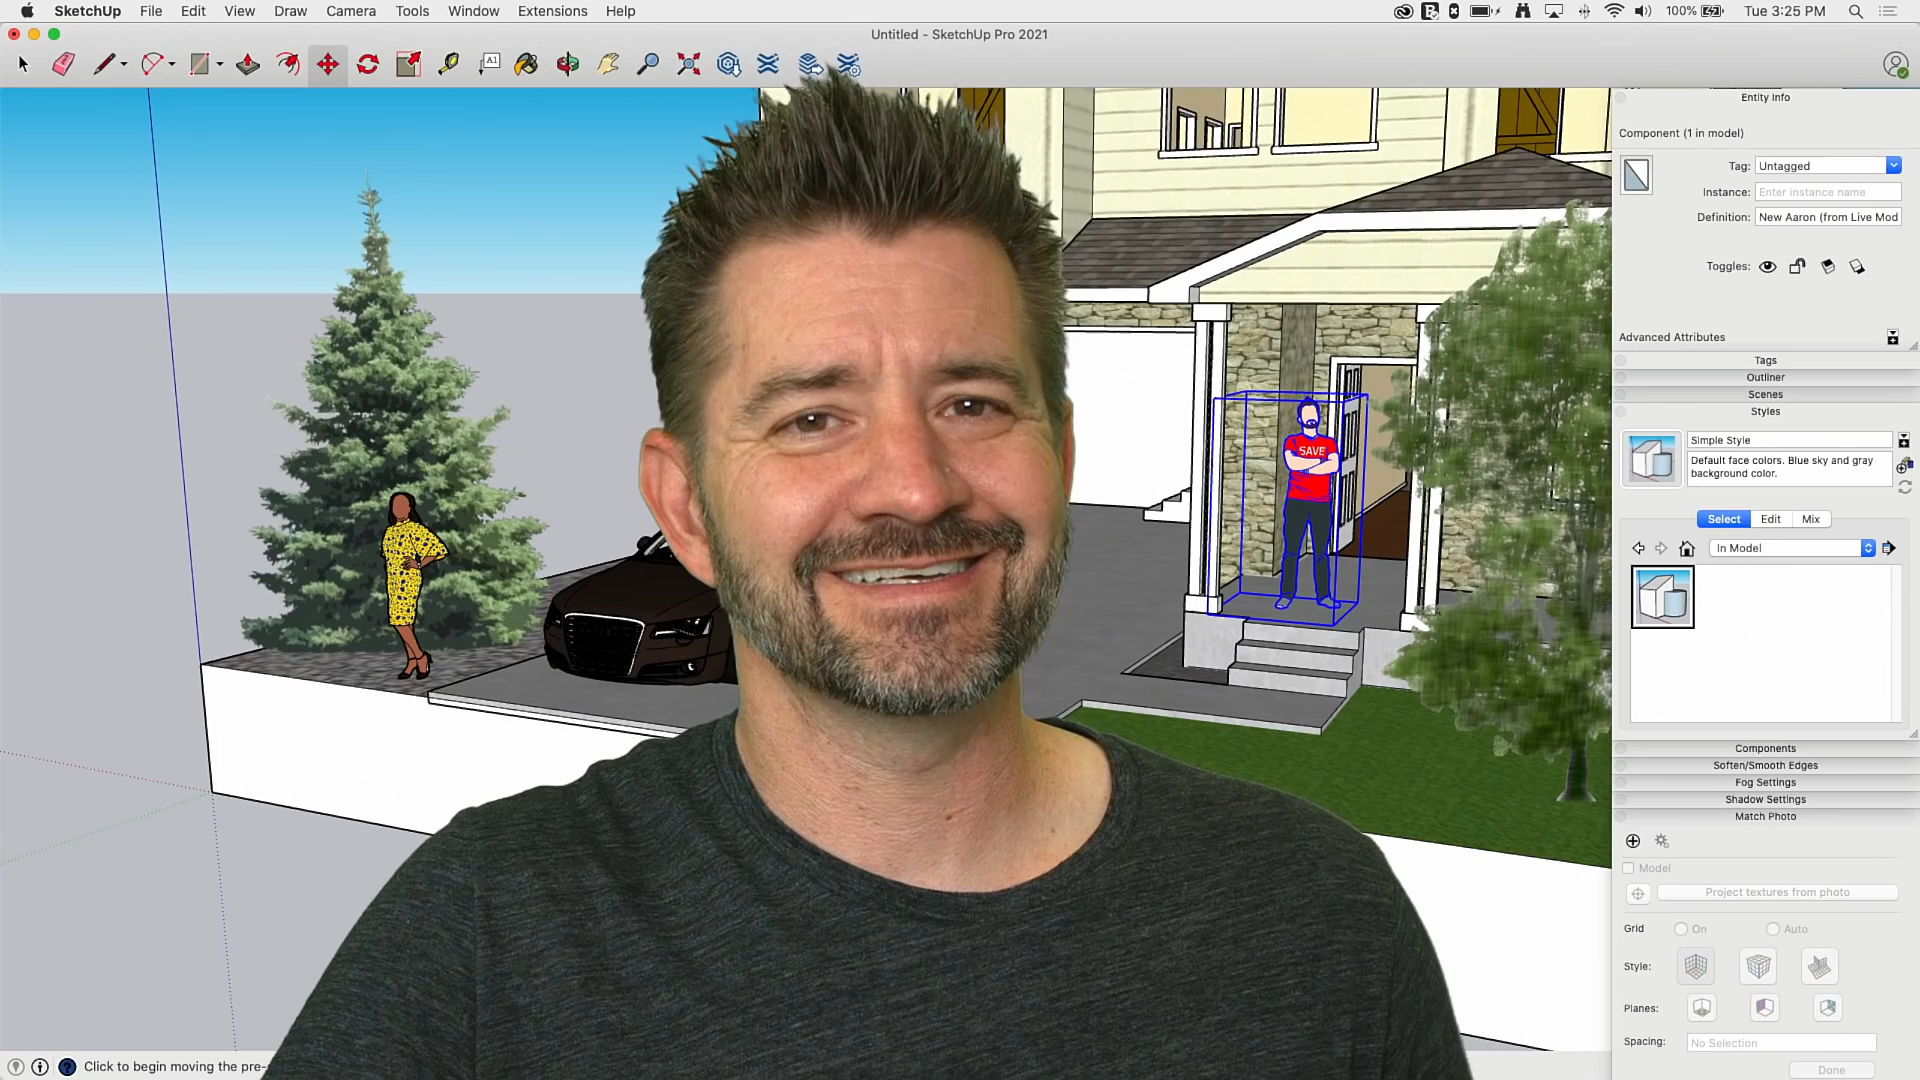 SketchUp File Edit View Draw Camera Tools Window Extensions Help 100% Tue 3:25 PM
Untitled - SketchUp Pro 2021
A1
Entity Info
Component (1 in model)
Tag: Untagged
Instance: Enter instance name
Definition: New Aaron (from Live Mod
Toggles:
Advanced Attributes
Tags
Outliner
Scenes
Styles
SAVE
Simple Style
Default face colors. Blue sky and gray
background color.
Select Edit Mix
In Model
Components
Soften/Smooth Edges
Fog Settings
Shadow Settings
Match Photo
Model
Project textures from photo
Grid On Auto
Style:
Planes:
Spacing: No Selection
Click to begin moving the pre-
Done